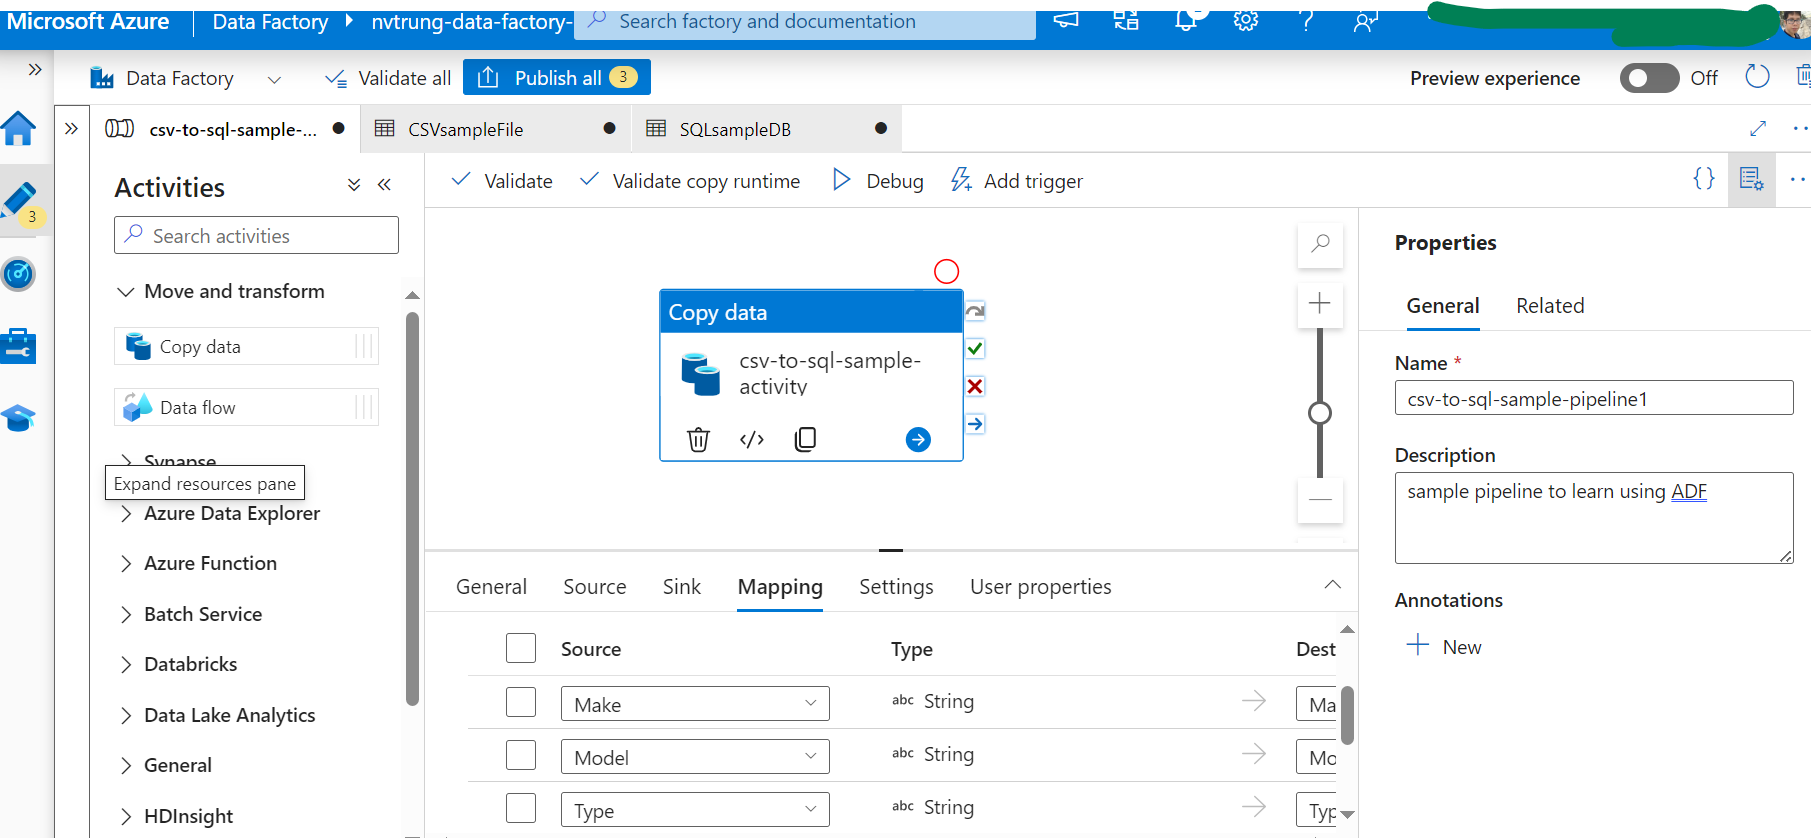 Microsoft Azure
Data Factory
nvtrung-data-factory-
Search factory and documentation
Data Factory
Validate all
Publish all 3
Preview experience
Off
csv-to-sql-sample-...
CSVsampleFile
SQLsampleDB
3
Activities
Search activities
Move and transform
Copy data
Data flow
Synapse
Expand resources pane
Azure Data Explorer
Azure Function
Batch Service
Databricks
Data Lake Analytics
General
HDInsight
Validate
Validate copy runtime
Debug
Add trigger
{}
Copy data
csv-to-sql-sample-
activity
General
Source
Sink
Mapping
Settings
User properties
Source
Type
Dest
Make
abc String
Ma
Model
abc String
Mo
Type
abc String
Typ
Properties
General
Related
Name *
csv-to-sql-sample-pipeline1
Description
sample pipeline to learn using ADF
Annotations
New